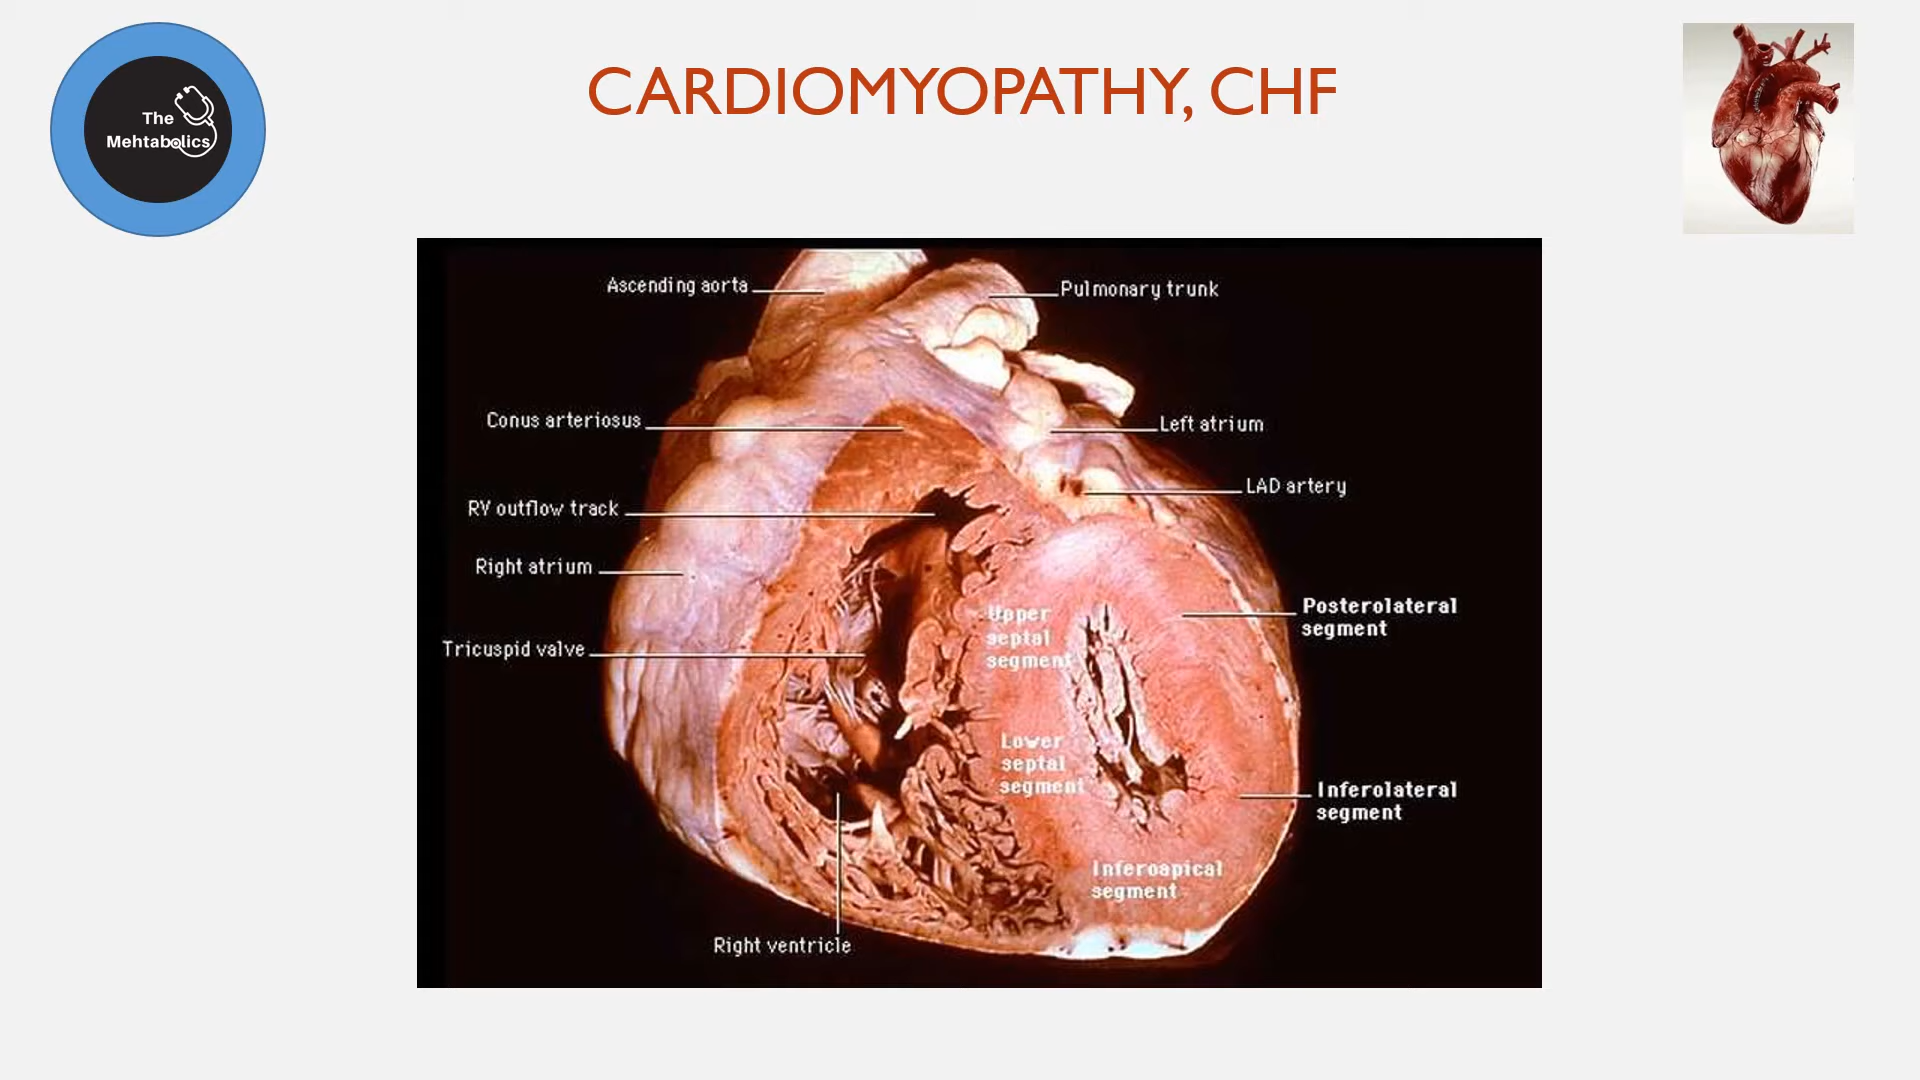 The
Mehtabolics
CARDIOMYOPATHY, CHF
Ascending aorta
Pulmonary trunk
Conus arteriosus
Left atrium
LAD artery
RV outflow track
Right atrium
Upper
septal
segment
Posterolateral
segment
Tricuspid valve
Lower
septal
segment
Inferolateral
segment
Inferoapical
segment
Right ventricle